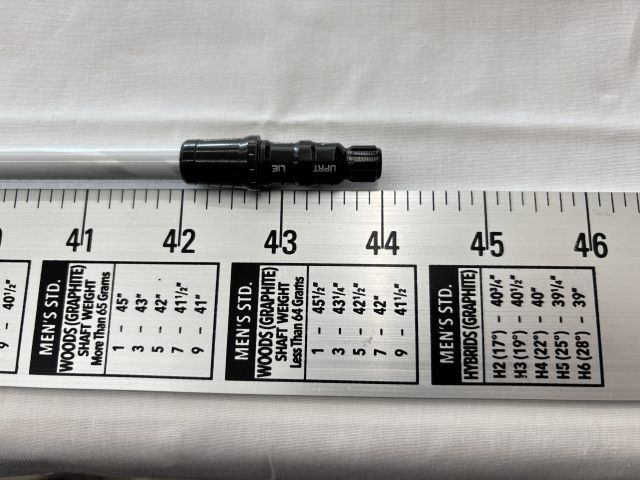 LIE
UPRT
41
42
43
44
45
46
9 – 40½"
MEN'S STD.
WOODS (GRAPHITE)
SHAFT WEIGHT
More Than 65 Grams
1 – 45"
3 – 43"
5 – 42"
7 – 41½"
9 – 41"
MEN'S STD.
WOODS (GRAPHITE)
SHAFT WEIGHT
Less Than 64 Grams
1 – 45½"
3 – 43¼"
5 – 42½"
7 – 42"
9 – 41½"
MEN'S STD.
HYBRIDS (GRAPHITE)
H2 (17°) – 40¾"
H3 (19°) – 40½"
H4 (22°) – 40"
H5 (25°) – 39¼"
H6 (28°) – 39"